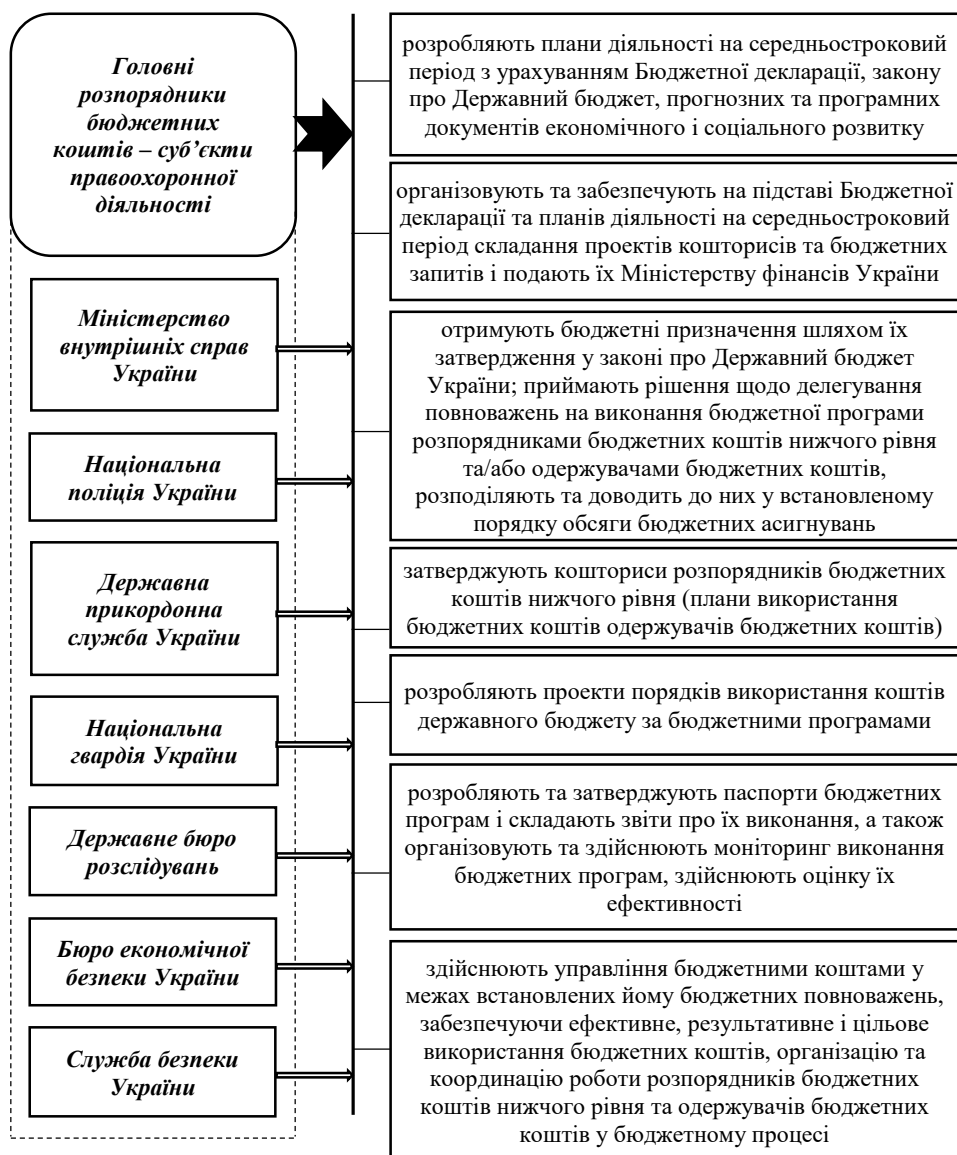 Головні
розпорядники
бюджетних
коштів – суб’єкти
правоохоронної
діяльності
Міністерство
внутрішніх справ
України
Національна
поліція України
Державна
прикордонна
служба України
Національна
гвардія України
Державне бюро
розслідувань
Бюро економічної
безпеки України
Служба безпеки
України
розробляють плани діяльності на середньостроковий
період з урахуванням Бюджетної декларації, закону
про Державний бюджет, прогнозних та програмних
документів економічного і соціального розвитку
організовують та забезпечують на підставі Бюджетної
декларації та планів діяльності на середньостроковий
період складання проектів кошторисів та бюджетних
запитів і подають їх Міністерству фінансів України
отримують бюджетні призначення шляхом їх
затвердження у законі про Державний бюджет
України; приймають рішення щодо делегування
повноважень на виконання бюджетної програми
розпорядниками бюджетних коштів нижчого рівня
та/або одержувачами бюджетних коштів,
розподіляють та доводить до них у встановленому
порядку обсяги бюджетних асигнувань
затверджують кошториси розпорядників бюджетних
коштів нижчого рівня (плани використання
бюджетних коштів одержувачів бюджетних коштів)
розробляють проекти порядків використання коштів
державного бюджету за бюджетними програмами
розробляють та затверджують паспорти бюджетних
програм і складають звіти про їх виконання, а також
організовують та здійснюють моніторинг виконання
бюджетних програм, здійснюють оцінку їх
ефективності
здійснюють управління бюджетними коштами у
межах встановлених йому бюджетних повноважень,
забезпечуючи ефективне, результативне і цільове
використання бюджетних коштів, організацію та
координацію роботи розпорядників бюджетних
коштів нижчого рівня та одержувачів бюджетних
коштів у бюджетному процесі